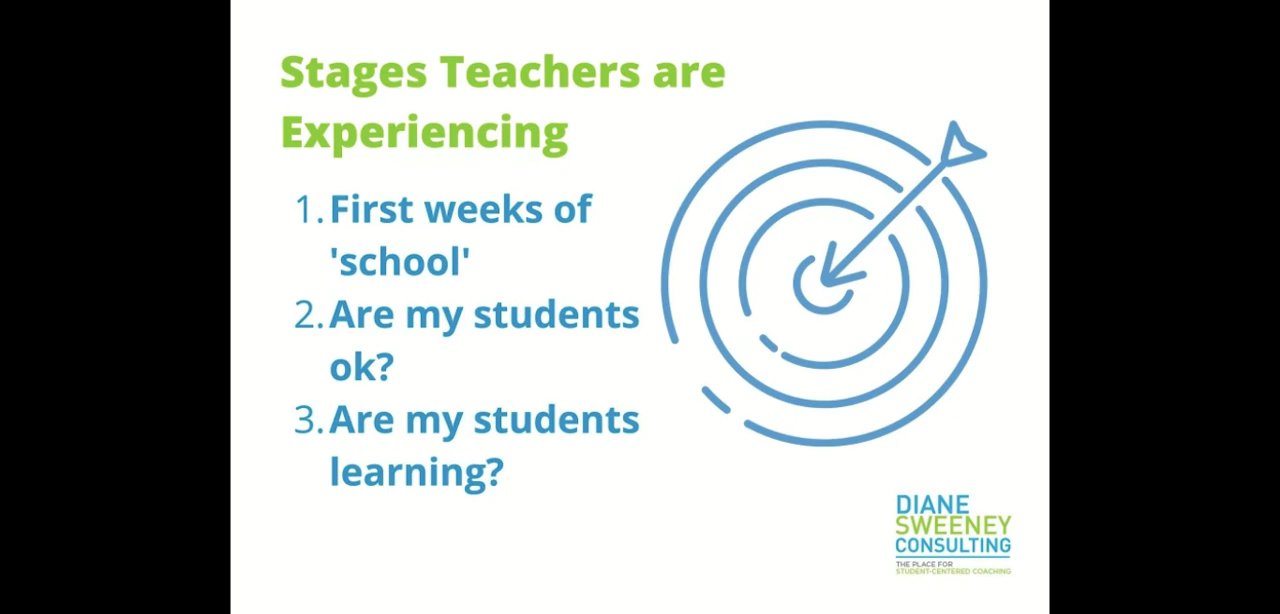 Stages Teachers are
Experiencing
1. First weeks of
'school'
2. Are my students
ok?
3. Are my students
learning?
DIANE
SWEENEY
CONSULTING
THE PLACE FOR
STUDENT-CENTERED COACHING